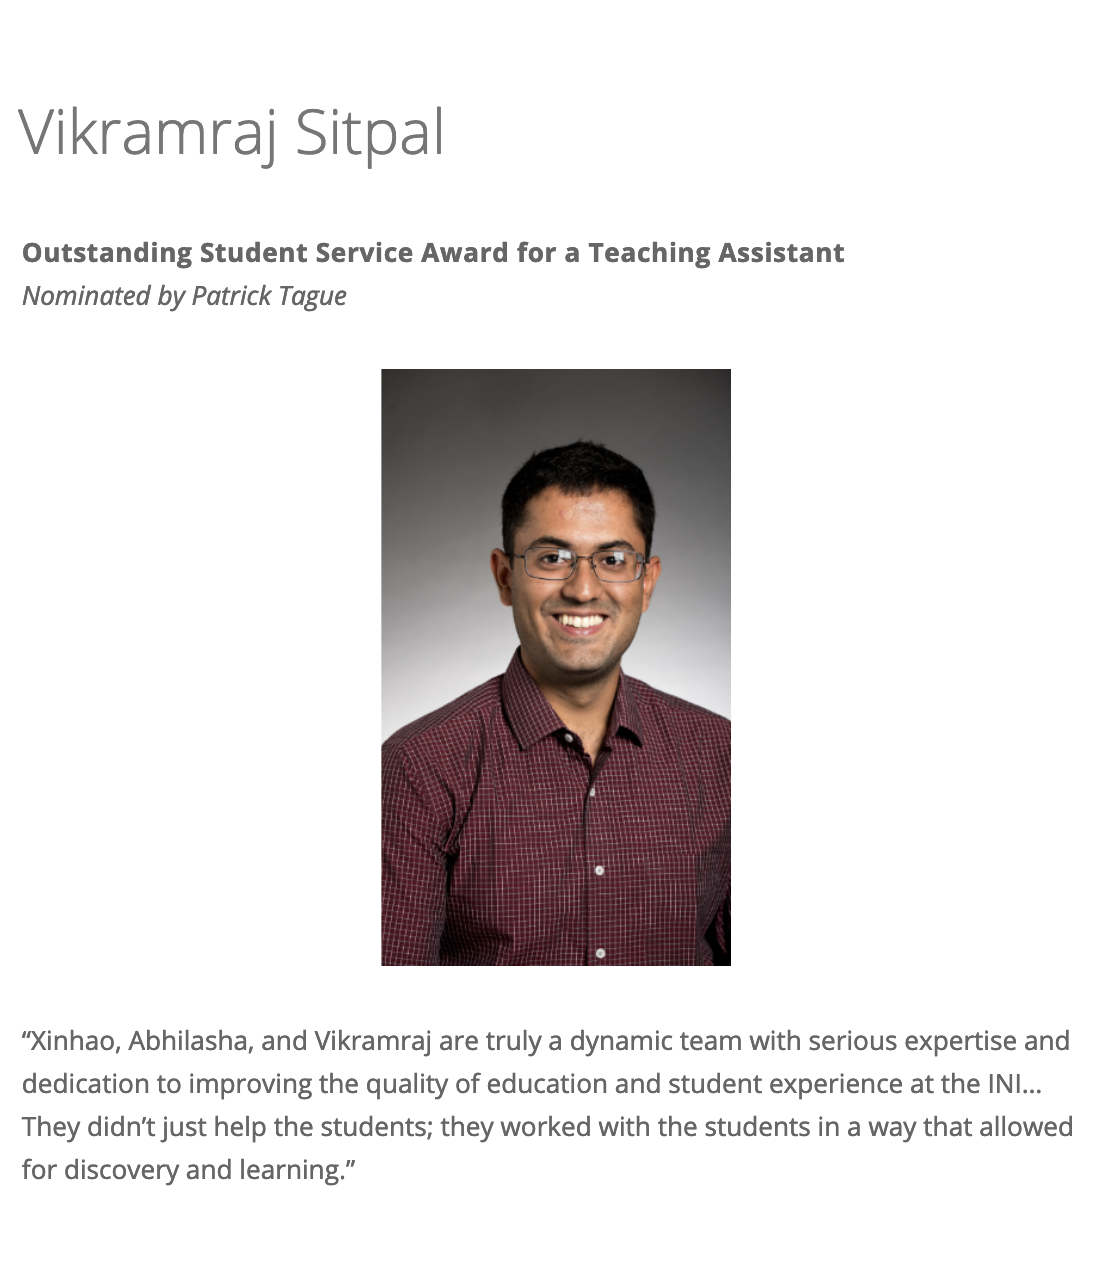 Vikramraj Sitpal
Outstanding Student Service Award for a Teaching Assistant
Nominated by Patrick Tague
“Xinhao, Abhilasha, and Vikramraj are truly a dynamic team with serious expertise and
dedication to improving the quality of education and student experience at the INI...
They didn’t just help the students; they worked with the students in a way that allowed
for discovery and learning.”